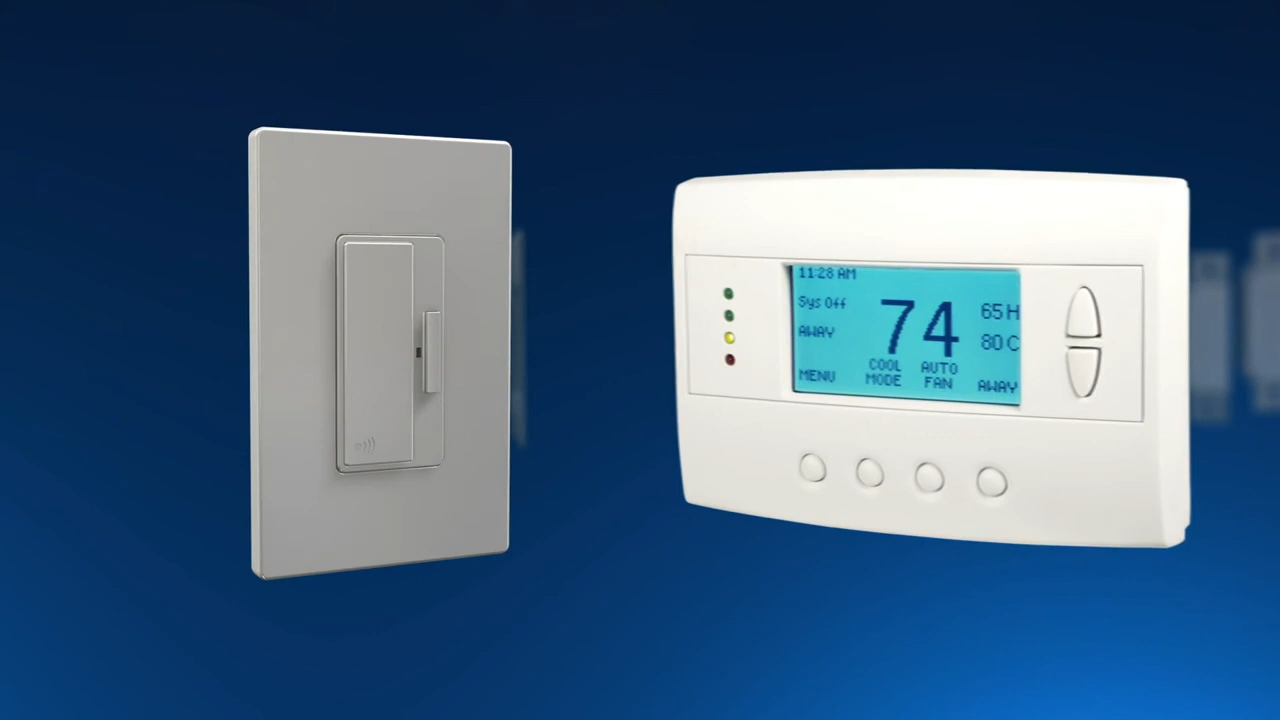 11:28 AM
Sys Off
74
65 H
AWAY
80 C
MENU
COOL MODE
AUTO FAN
AWAY